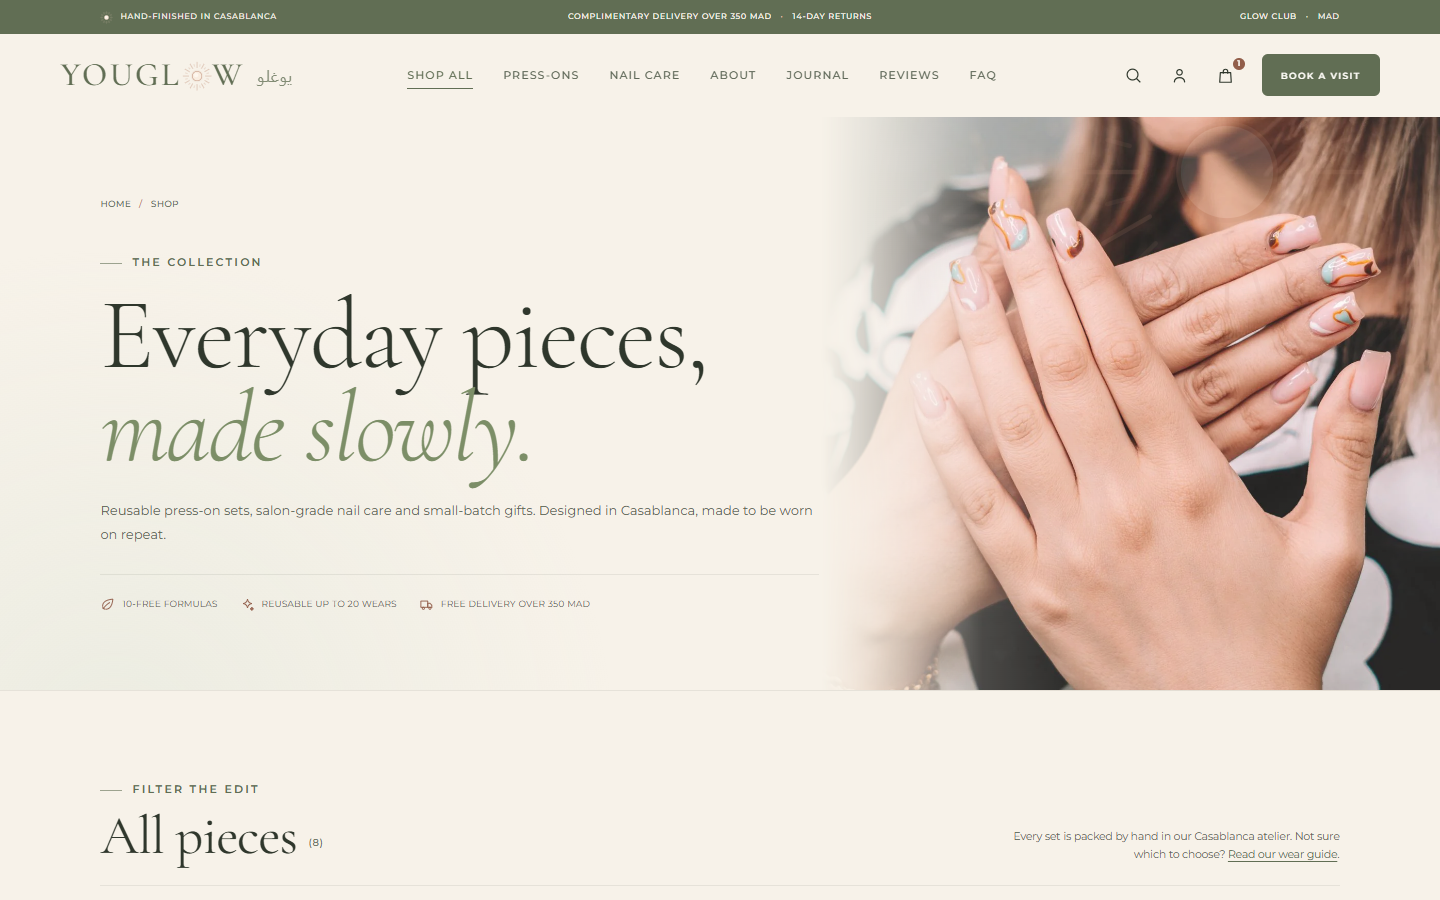 HAND-FINISHED IN CASABLANCA
COMPLIMENTARY DELIVERY OVER 350 MAD · 14-DAY RETURNS
GLOW CLUB · MAD
YOUGLOW يوغلو
SHOP ALL
PRESS-ONS
NAIL CARE
ABOUT
JOURNAL
REVIEWS
FAQ
1
BOOK A VISIT
HOME / SHOP
THE COLLECTION
Everyday pieces,
made slowly.
Reusable press-on sets, salon-grade nail care and small-batch gifts. Designed in Casablanca, made to be worn
on repeat.
10-FREE FORMULAS
REUSABLE UP TO 20 WEARS
FREE DELIVERY OVER 350 MAD
FILTER THE EDIT
All pieces (8)
Every set is packed by hand in our Casablanca atelier. Not sure
which to choose? Read our wear guide.